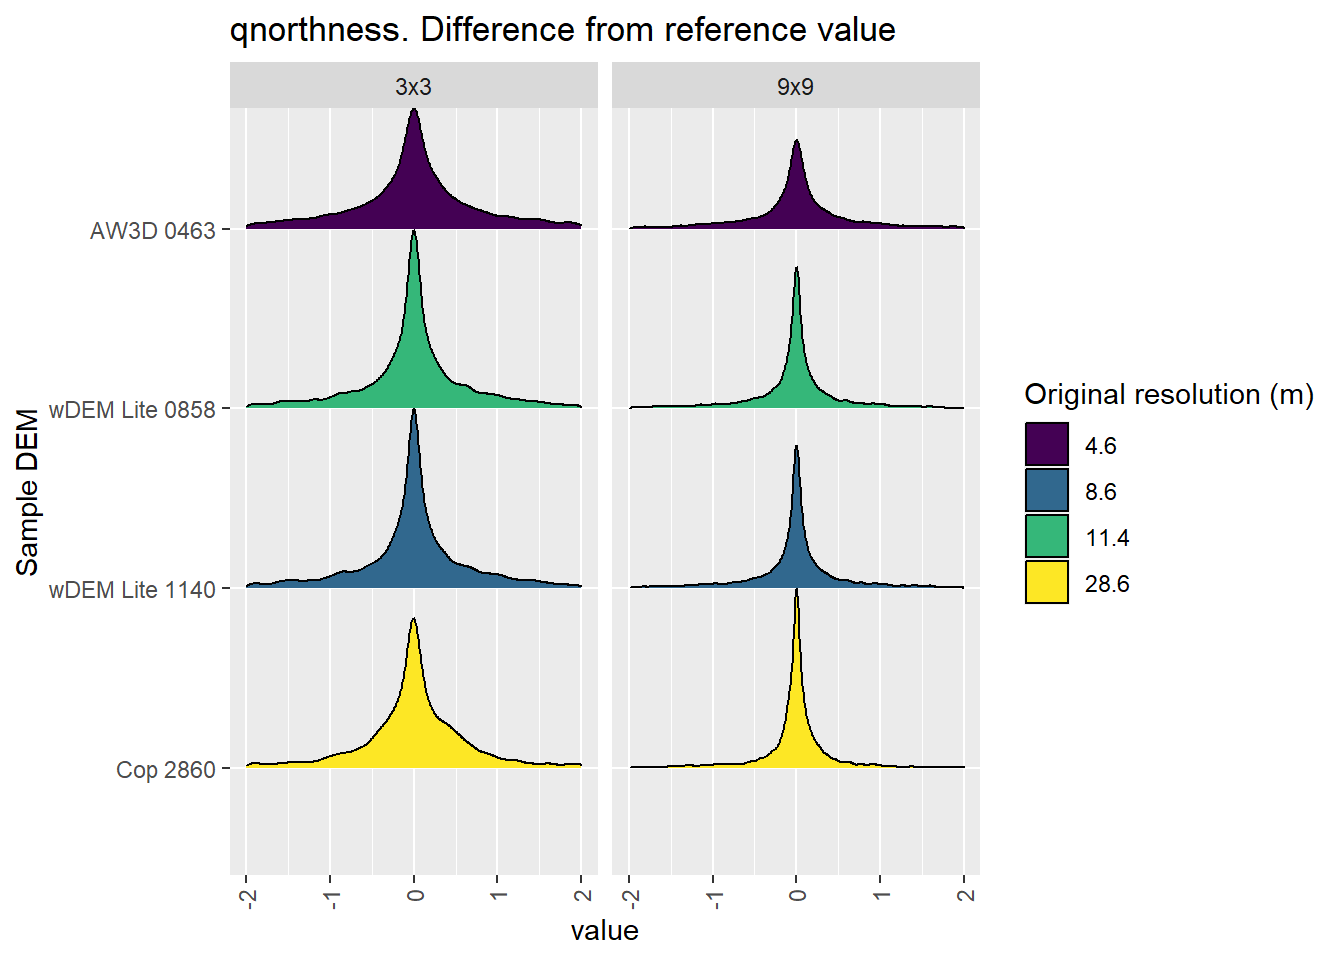 qnorthness. Difference from reference value
3x3
9x9
AW3D 0463
wDEM Lite 0858
wDEM Lite 1140
Cop 2860
Sample DEM
-2
-1
0
1
2
-2
-1
0
1
2
value
Original resolution (m)
4.6
8.6
11.4
28.6